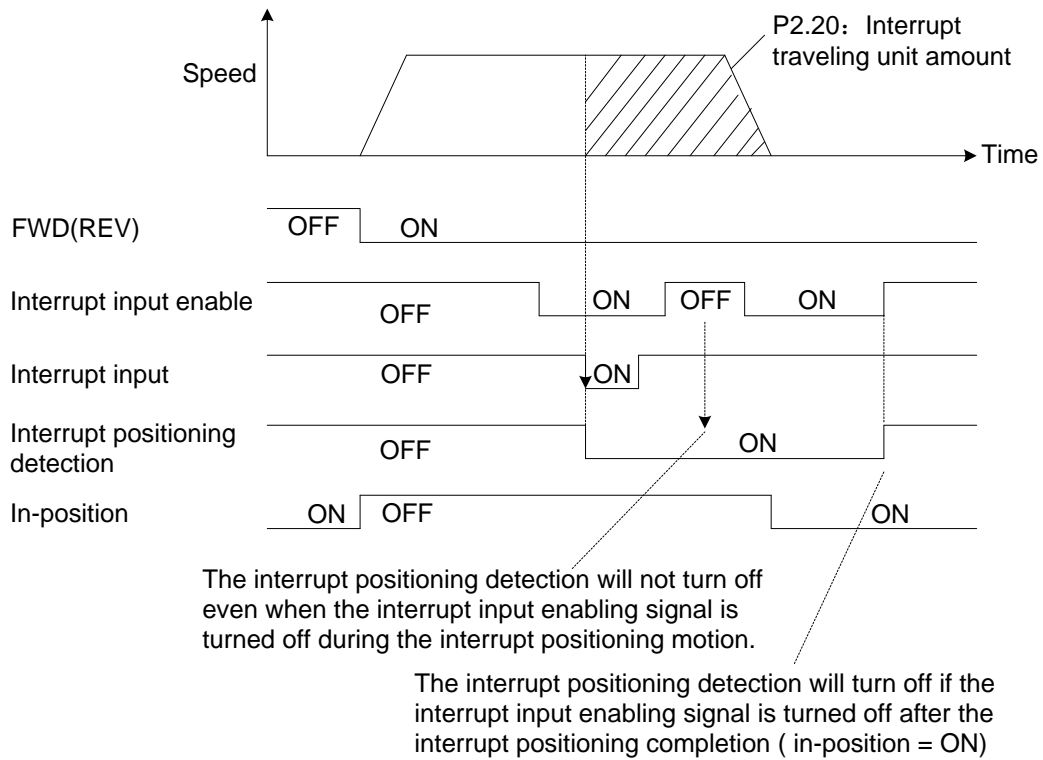 P2.20：Interrupt
traveling unit amount
Speed
Time
FWD(REV)
OFF ON
Interrupt input enable
OFF ON OFF ON
Interrupt input
OFF ON
Interrupt positioning
detection
OFF ON
In-position
ON OFF ON
The interrupt positioning detection will not turn off
even when the interrupt input enabling signal is
turned off during the interrupt positioning motion.
The interrupt positioning detection will turn off if the
interrupt input enabling signal is turned off after the
interrupt positioning completion ( in-position = ON)